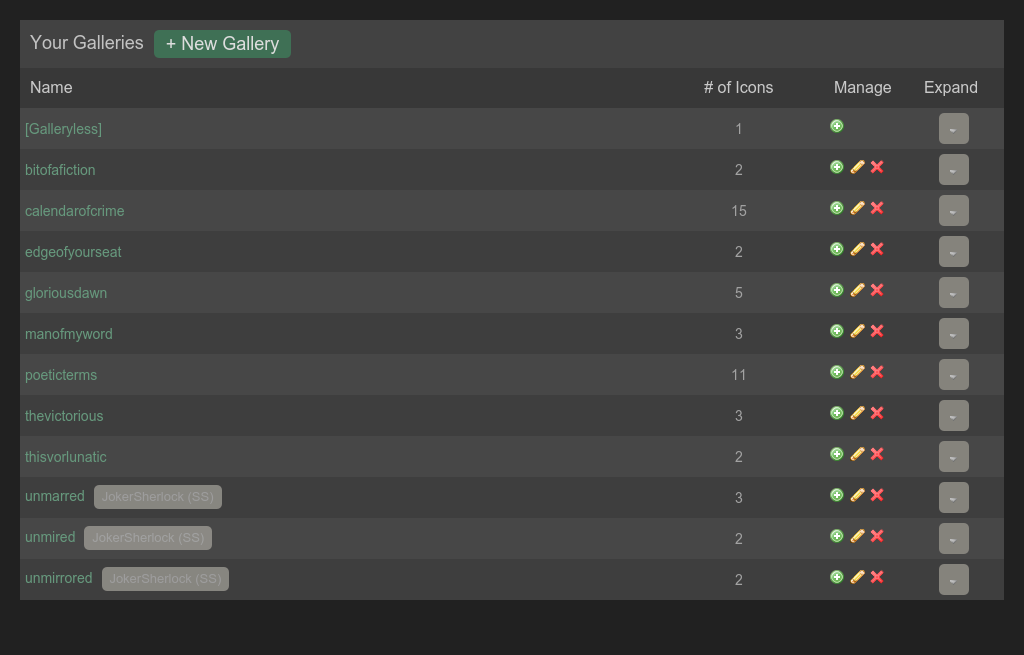 Your Galleries + New Gallery
Name # of Icons Manage Expand
[Galleryless] 1
bitofafiction 2
calendarofcrime 15
edgeofyourseat 2
gloriousdawn 5
manofmyword 3
poeticterms 11
thevictorious 3
thisvorlunatic 2
unmarred JokerSherlock (SS) 3
unmired JokerSherlock (SS) 2
unmirrored JokerSherlock (SS) 2